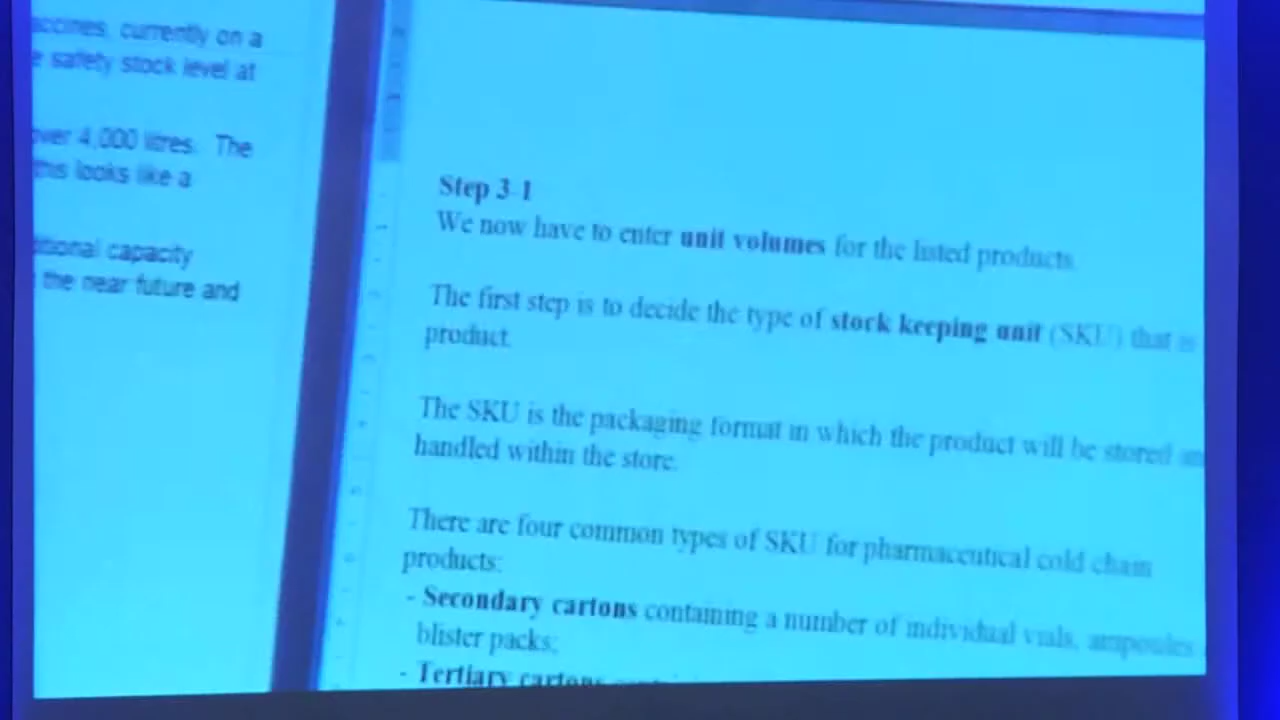 currently on a
safety stock level at
over 4,000 litres. The
this looks like a
capacity
the near future and
Step 3-1
We now have to enter unit volumes for the listed products.
The first step is to decide the type of stock keeping unit (SKU) that is
product.
The SKU is the packaging format in which the product will be stored
handled within the store.
There are four common types of SKU for pharmaceutical cold chain
products:
- Secondary cartons containing a number of individual vials, ampoules
blister packs;
- Tertiary cartons